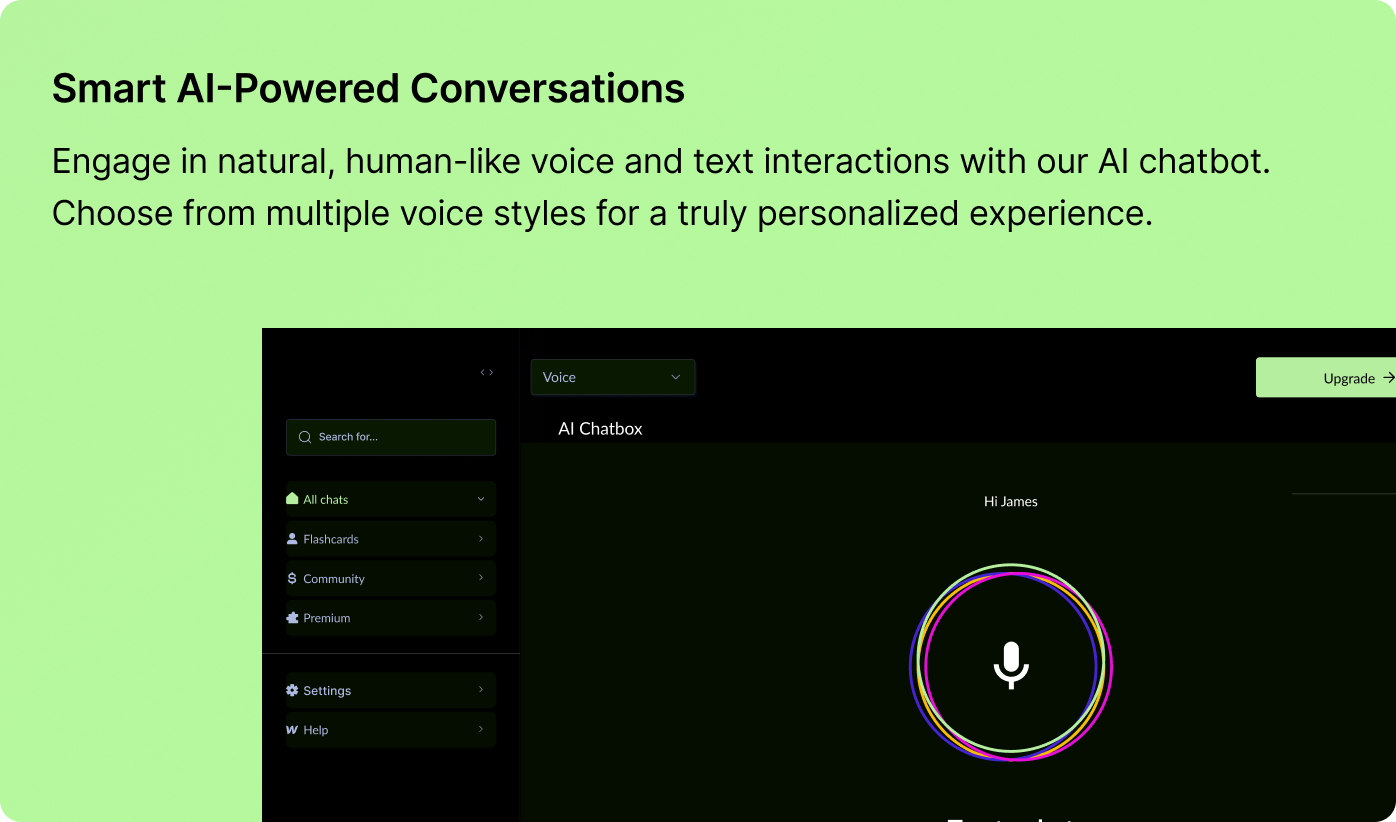 Smart AI-Powered Conversations
Engage in natural, human-like voice and text interactions with our AI chatbot.
Choose from multiple voice styles for a truly personalized experience.
Voice
Upgrade
AI Chatbox
Search for...
All chats
Flashcards
Community
Premium
Settings
Help
Hi James